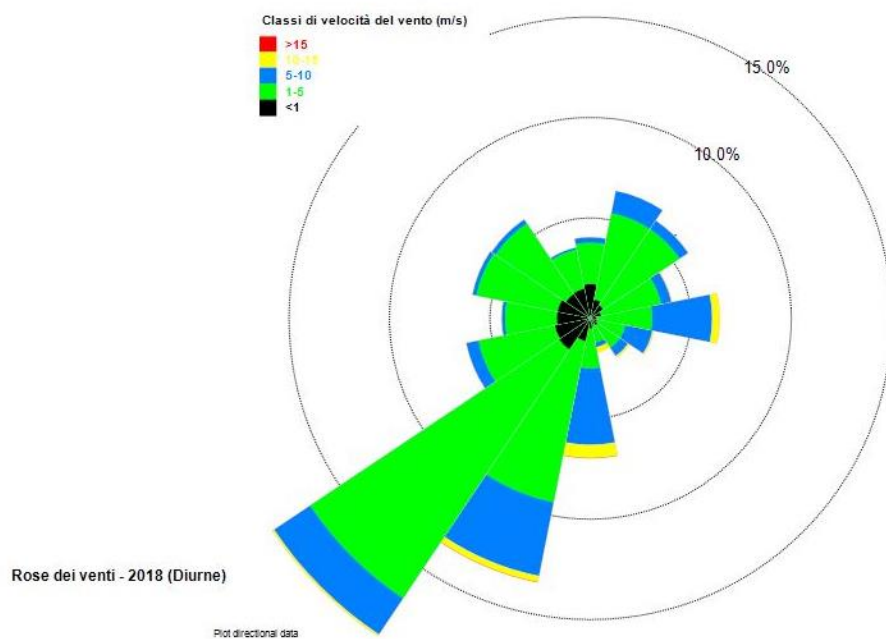 Classi di velocità del vento (m/s)
>15
10-15
5-10
1-5
<1
15.0%
10.0%
Rose dei venti - 2018 (Diurne)
Plot directional data